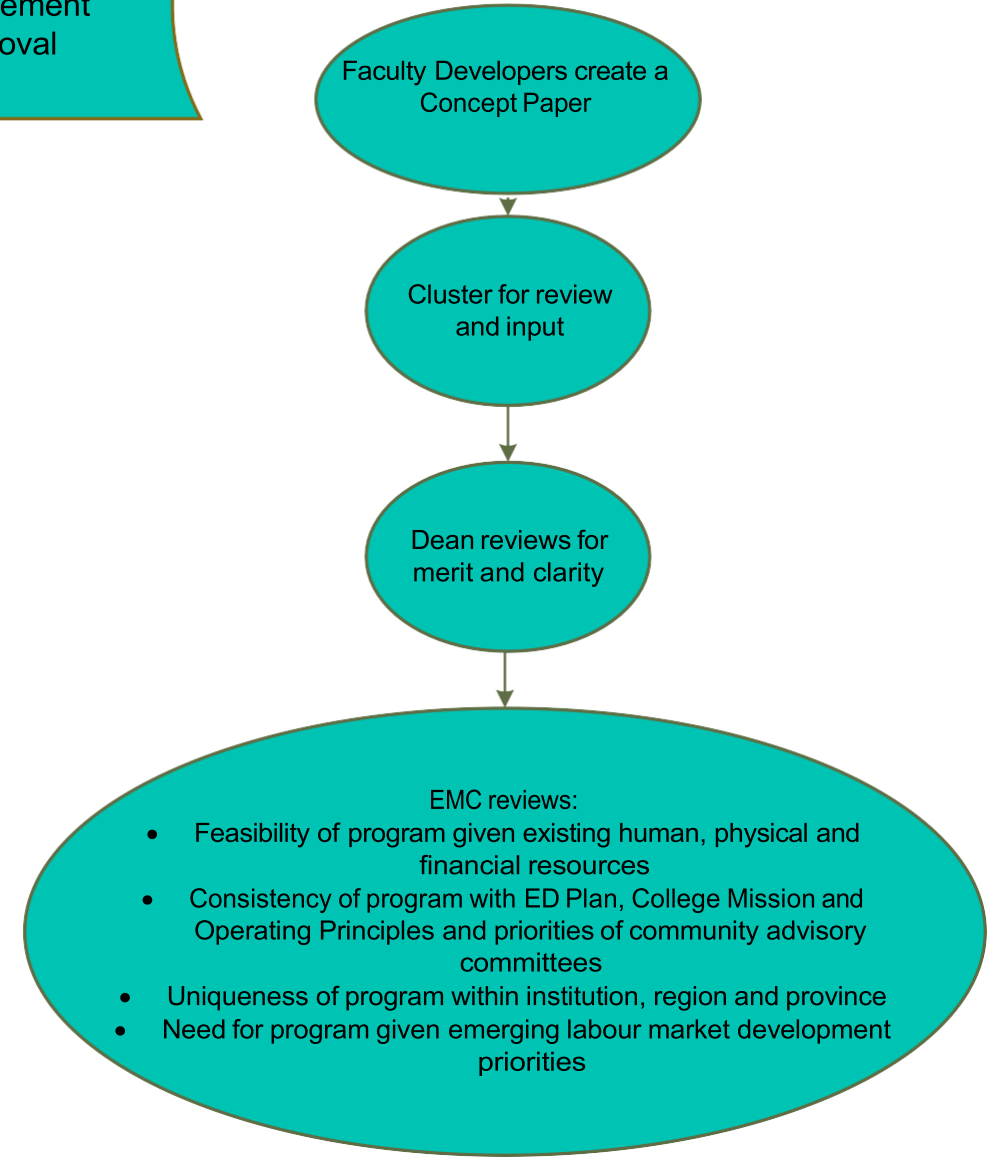 ement
oval
Faculty Developers create a
Concept Paper
Cluster for review
and input
Dean reviews for
merit and clarity
EMC reviews:
• Feasibility of program given existing human, physical and
financial resources
• Consistency of program with ED Plan, College Mission and
Operating Principles and priorities of community advisory
committees
• Uniqueness of program within institution, region and province
• Need for program given emerging labour market development
priorities